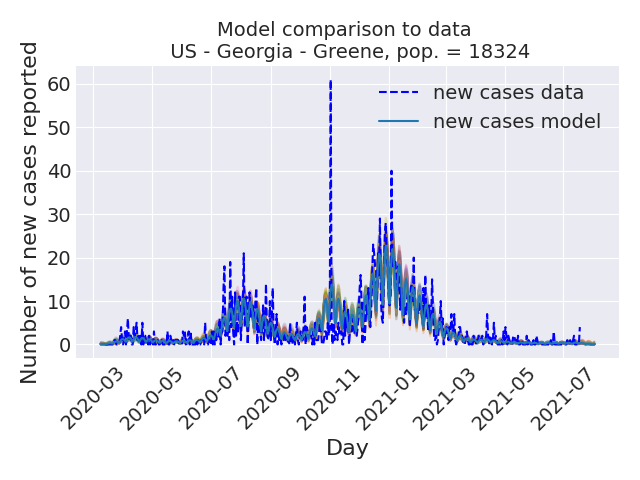 Model comparison to data
US - Georgia - Greene, pop. = 18324
Number of new cases reported
60
50
40
30
20
10
0
new cases data
new cases model
2020-03
2020-05
2020-07
2020-09
2020-11
2021-01
2021-03
2021-05
2021-07
Day